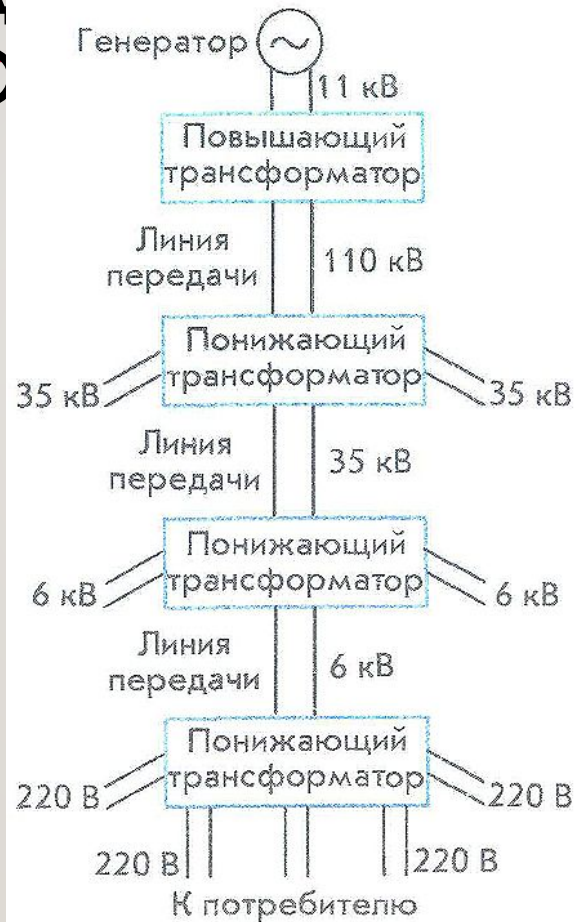 Генератор
11 кВ
Повышающий
трансформатор
Линия
передачи
110 кВ
Понижающий
трансформатор
35 кВ
35 кВ
Линия
передачи
35 кВ
Понижающий
трансформатор
6 кВ
6 кВ
Линия
передачи
6 кВ
Понижающий
трансформатор
220 В
220 В
220 В
220 В
К потребителю